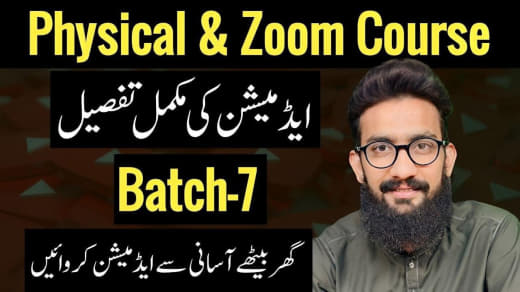 Physical & Zoom Course
ایڈمیشن کی مکمل تفصیل
Batch-7
گھر بیٹھے آسانی سے ایڈمیشن کروائیں